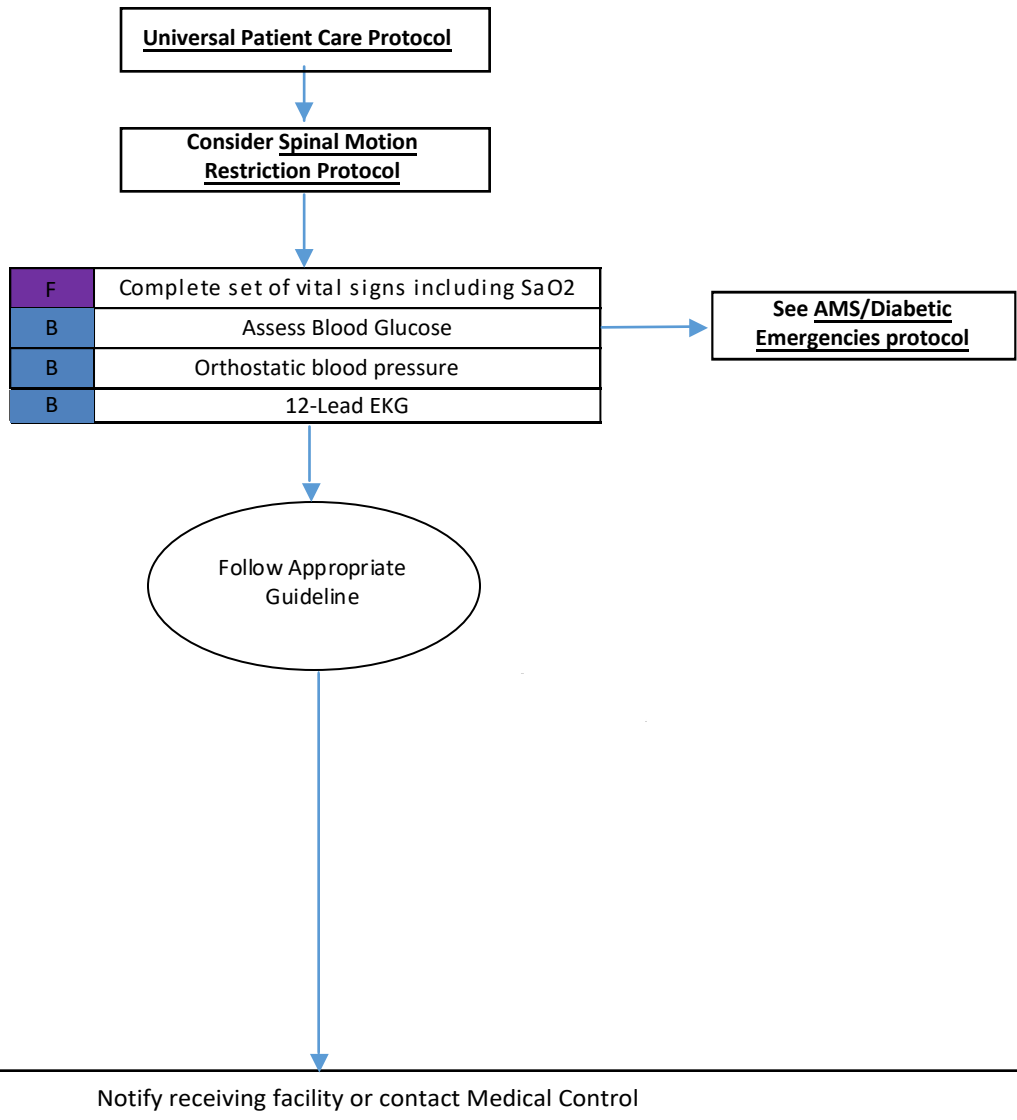 Universal Patient Care Protocol
Consider Spinal Motion
Restriction Protocol
F Complete set of vital signs including SaO2
B Assess Blood Glucose
See AMS/Diabetic
Emergencies protocol
B Orthostatic blood pressure
B 12-Lead EKG
Follow Appropriate
Guideline
Notify receiving facility or contact Medical Control